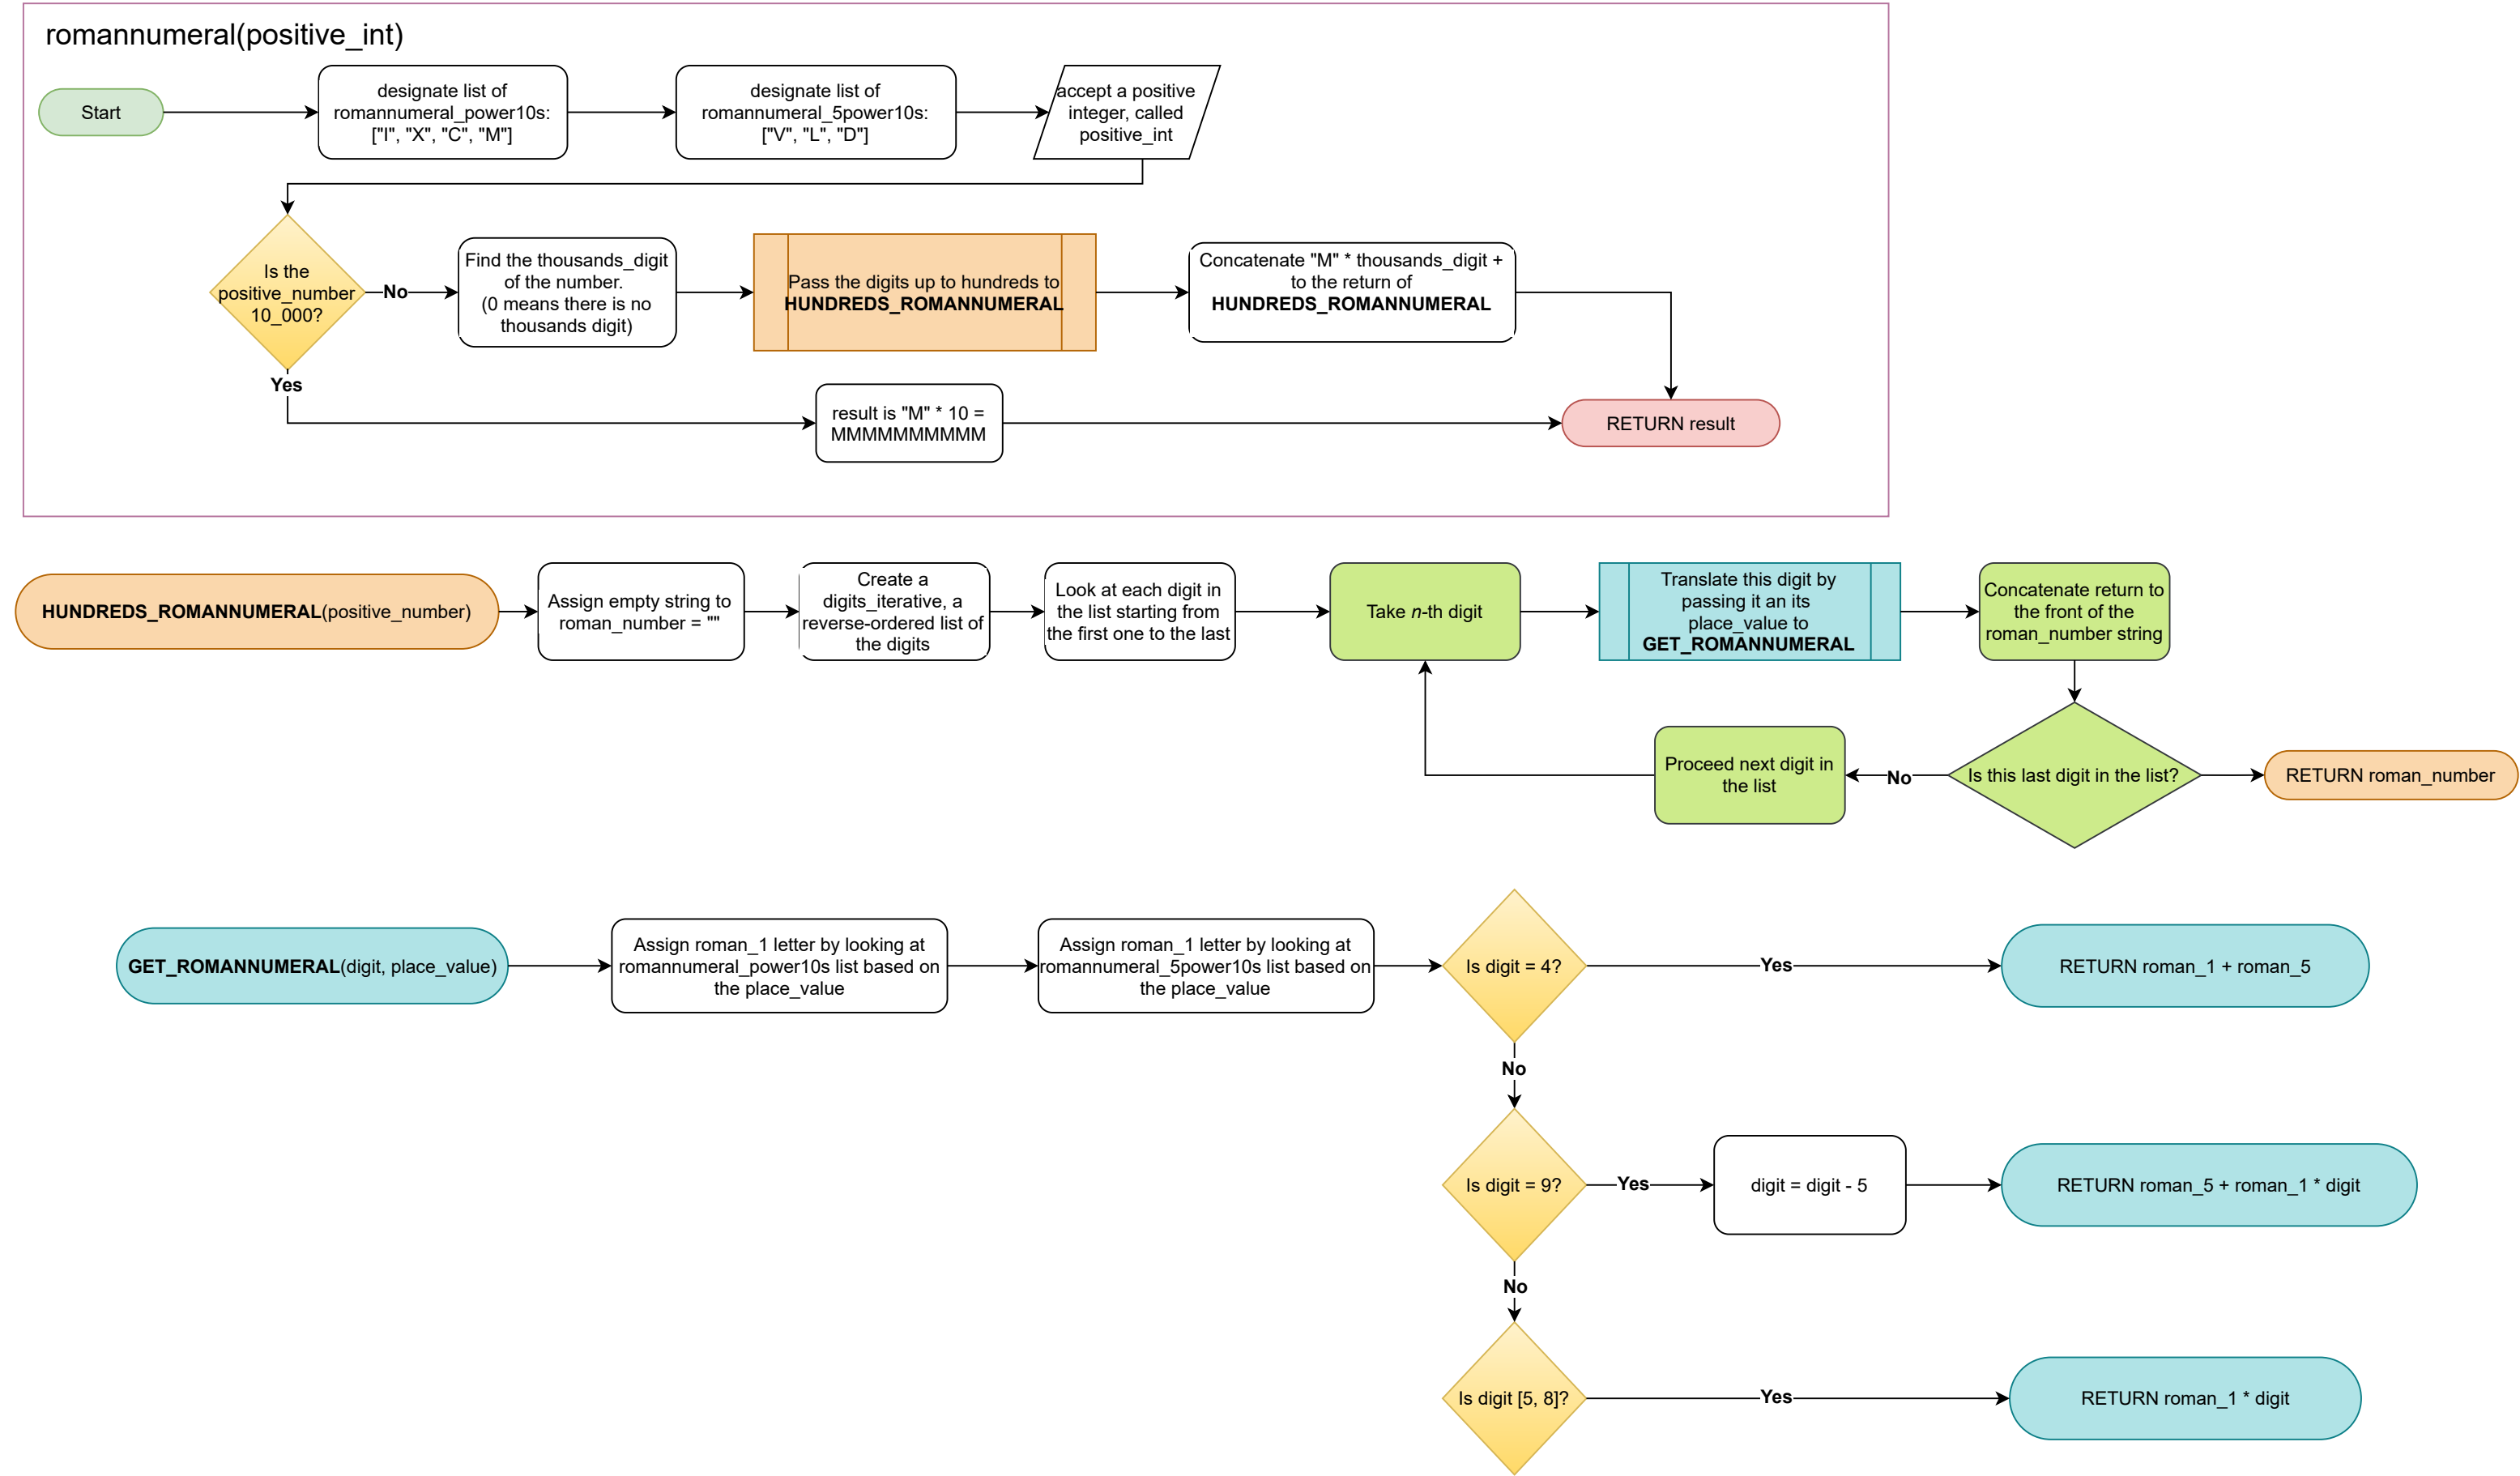 romannumeral(positive_int)
Start
designate list of
romannumeral_power10s:
["I", "X", "C", "M"]
designate list of
romannumeral_5power10s:
["V", "L", "D"]
accept a positive
integer, called
positive_int
Is the
positive_number
10_000?
No
Find the thousands_digit
of the number.
(0 means there is no
thousands digit)
Pass the digits up to hundreds to
HUNDREDS_ROMANNUMERAL
Concatenate "M" * thousands_digit +
to the return of
HUNDREDS_ROMANNUMERAL
Yes
result is "M" * 10 =
MMMMMMMMMM
RETURN result
HUNDREDS_ROMANNUMERAL(positive_number)
Assign empty string to
roman_number = ""
Create a
digits_iterative, a
reverse-ordered list of
the digits
Look at each digit in
the list starting from
the first one to the last
Take n-th digit
Translate this digit by
passing it an its
place_value to
GET_ROMANNUMERAL
Concatenate return to
the front of the
roman_number string
Proceed next digit in
the list
No
Is this last digit in the list?
RETURN roman_number
GET_ROMANNUMERAL(digit, place_value)
Assign roman_1 letter by looking at
romannumeral_power10s list based on
the place_value
Assign roman_1 letter by looking at
romannumeral_5power10s list based on
the place_value
Is digit = 4?
Yes
RETURN roman_1 + roman_5
No
Is digit = 9?
Yes
digit = digit - 5
RETURN roman_5 + roman_1 * digit
No
Is digit [5, 8]?
Yes
RETURN roman_1 * digit